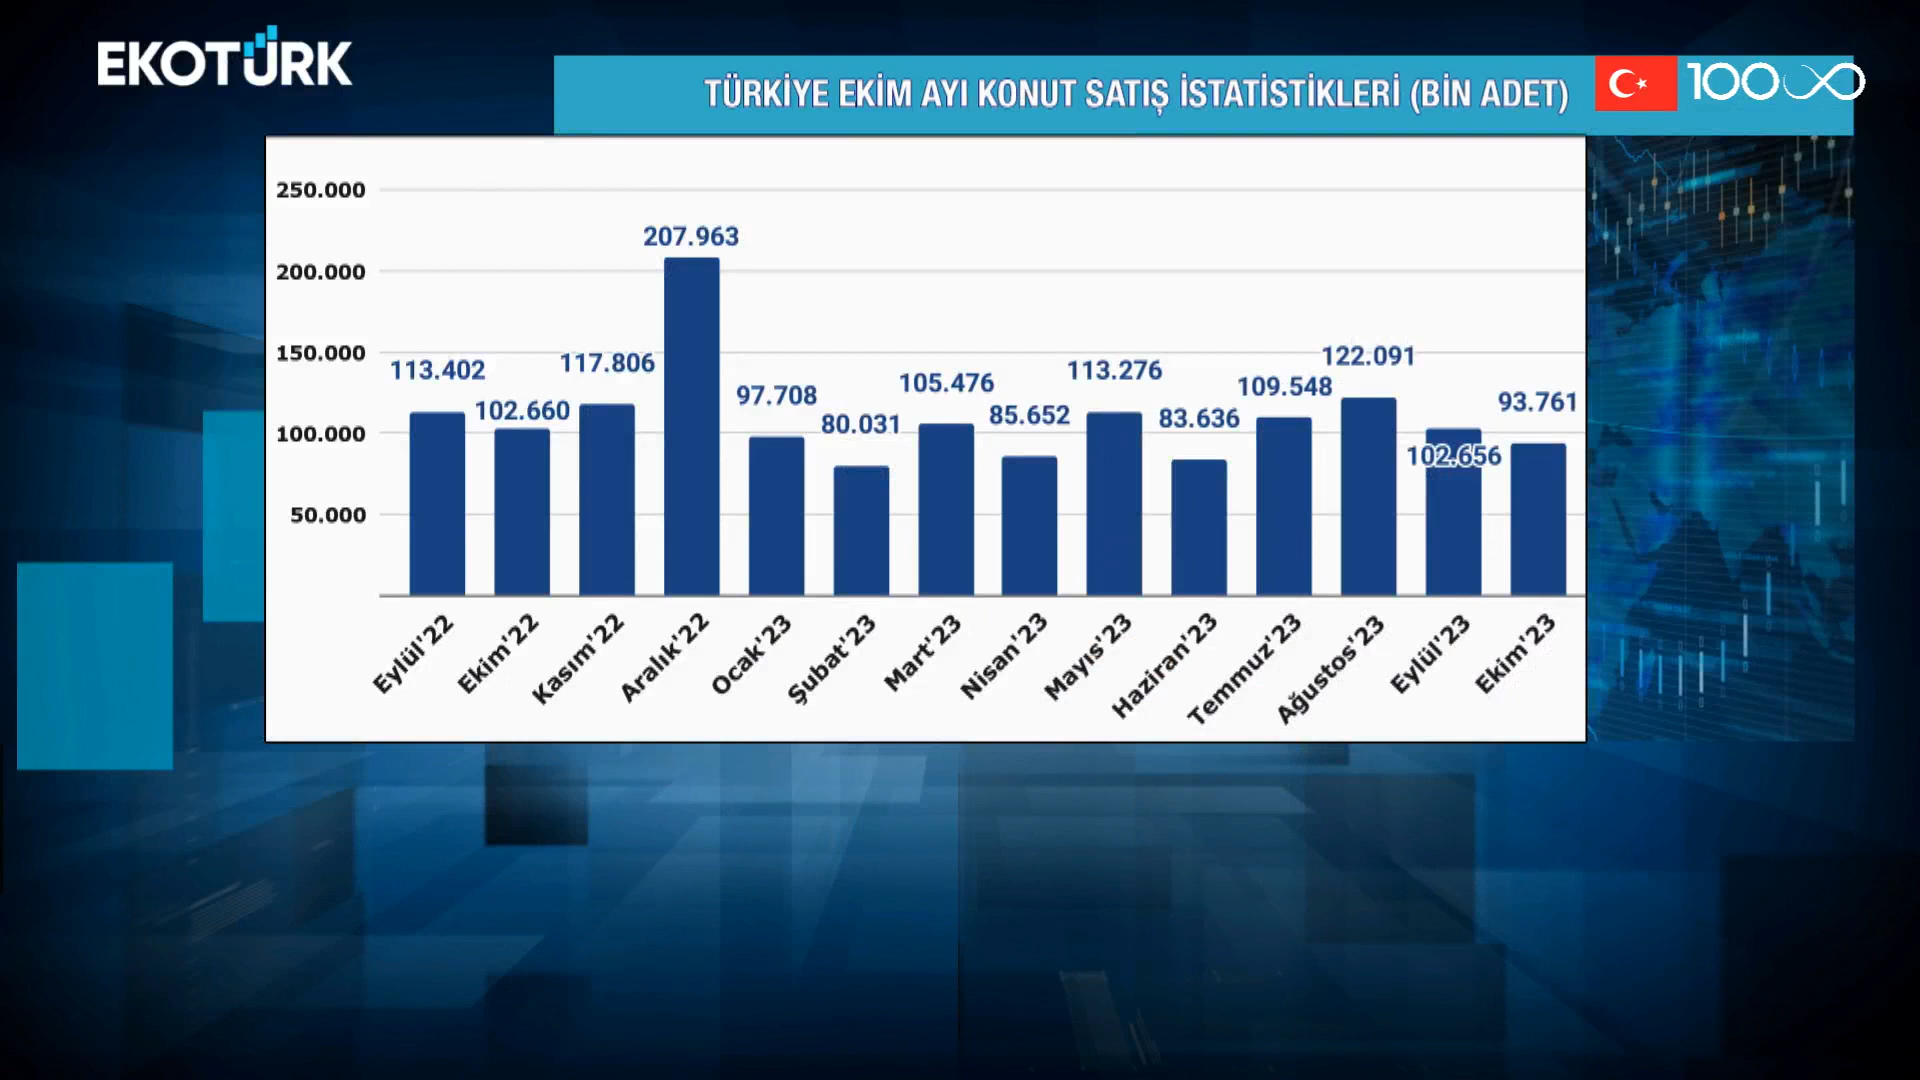 EKOTÜRK
TÜRKİYE EKİM AYI KONUT SATIŞ İSTATİSTİKLERİ (BİN ADET)
100
250.000
200.000
150.000
100.000
50.000
113.402
102.660
117.806
207.963
97.708
80.031
105.476
85.652
113.276
83.636
109.548
122.091
102.656
93.761
Eylül'22
Ekim'22
Kasım'22
Aralık'22
Ocak'23
Şubat'23
Mart'23
Nisan'23
Mayıs'23
Haziran'23
Temmuz'23
Ağustos'23
Eylül'23
Ekim'23